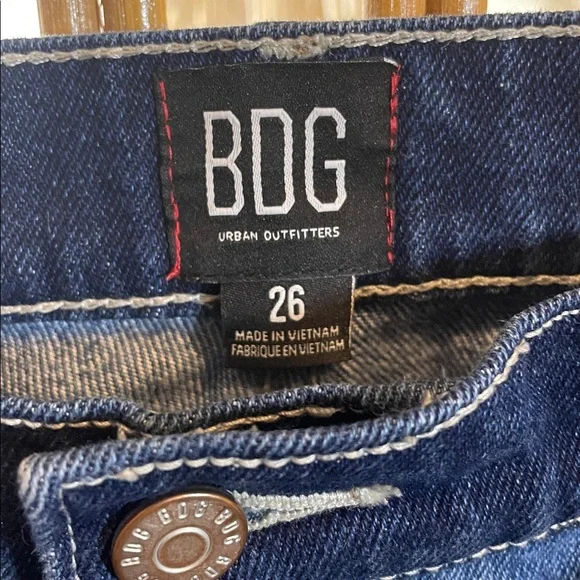 BDG
URBAN OUTFITTERS
26
MADE IN VIETNAM
FABRIQUE EN VIETNAM
BDG BDG BDG